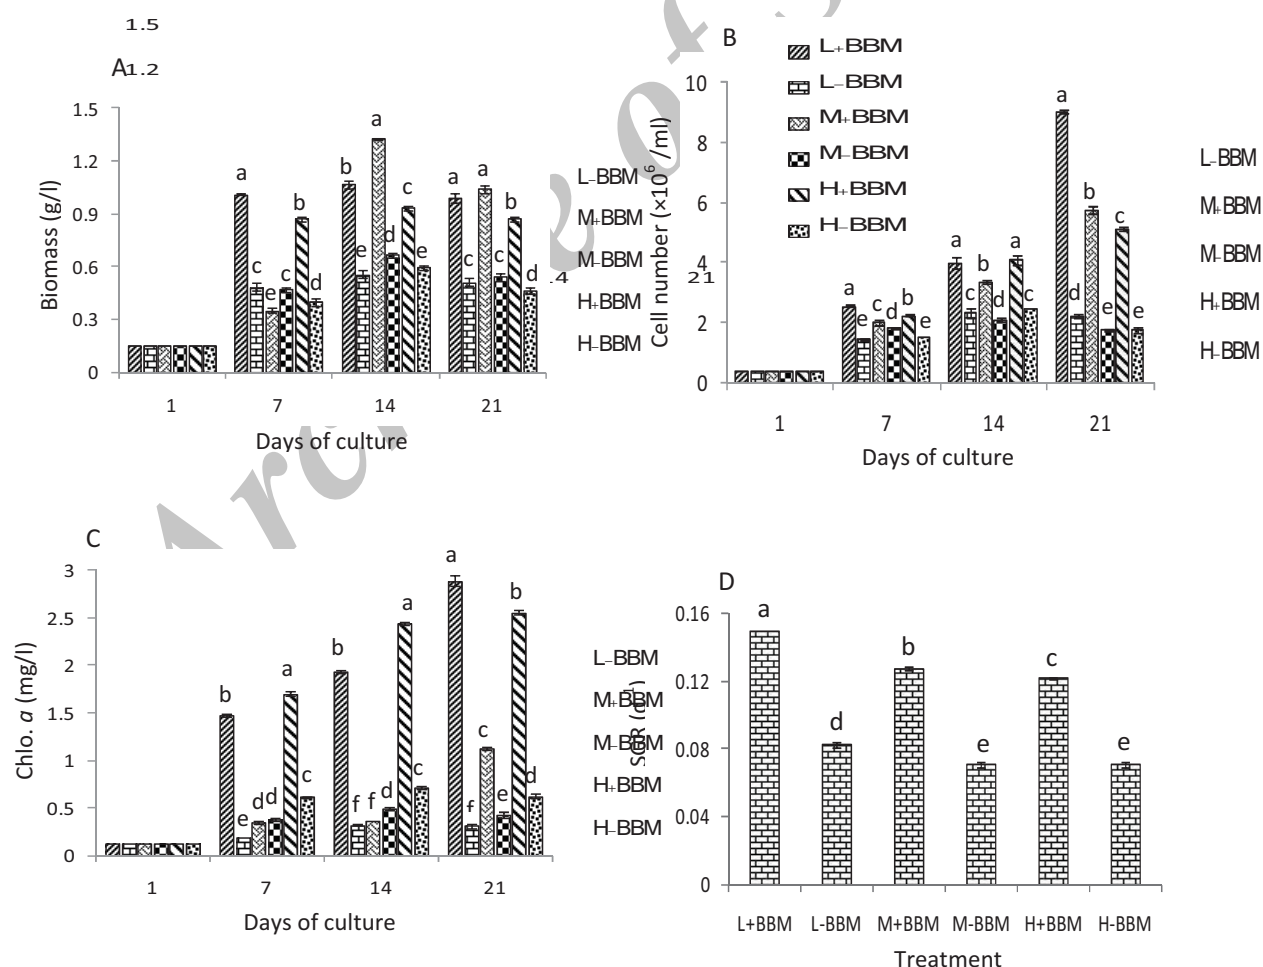 1.5
A 1.2
Biomass (g/l)
1.5
1.2
0.9
0.6
0.3
0
a
c
e
c
b
d
b
e
a
d
c
e
a
c
a
c
b
d
1 7 14 21
Days of culture
L-BBM
M+BBM
M-BBM
H+BBM
H-BBM
B
L+BBM
L-BBM
M+BBM
M-BBM
H+BBM
H-BBM
Cell number (×10⁶ /ml)
21
10
8
6
4
2
0
a
e
c
d
b
e
a
c
b
d
a
c
a
d
b
e
c
e
1 7 14 21
Days of culture
L-BBM
M+BBM
M-BBM
H+BBM
H-BBM
C
Chlo. a (mg/l)
3
2.5
2
1.5
1
0.5
0
b
e
d
d
a
c
b
f
f
d
a
c
a
f
c
e
b
d
1 7 14 21
Days of culture
L-BBM
M+BBM
M-BBM
H+BBM
H-BBM
D
0.16
0.12
0.08
0.04
0
a
d
b
e
c
e
L+BBM L-BBM M+BBM M-BBM H+BBM H-BBM
Treatment